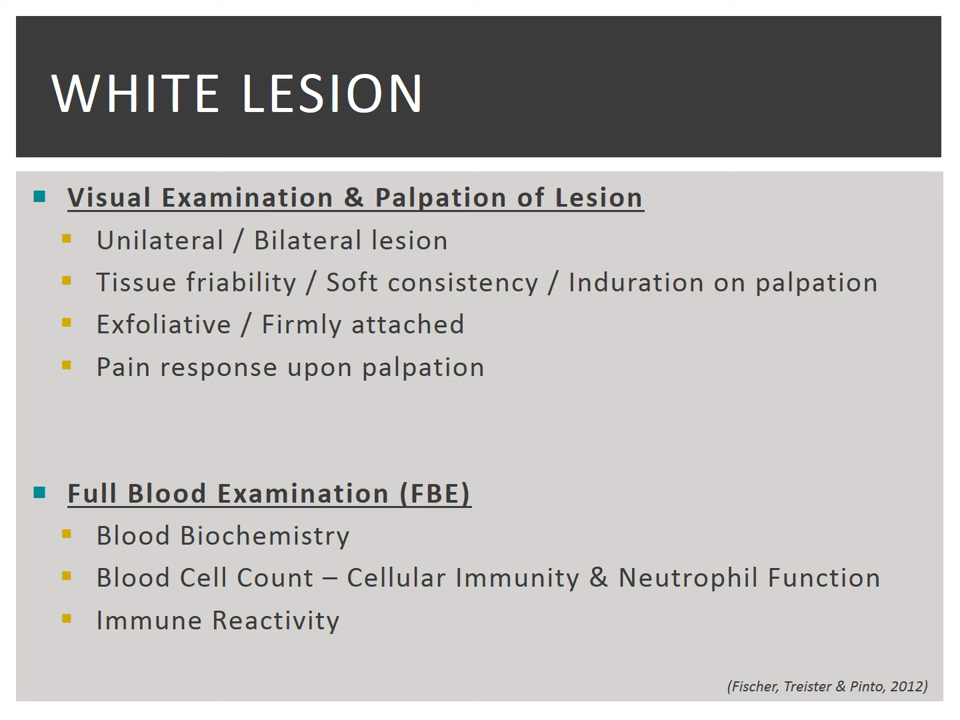 WHITE LESION
Visual Examination & Palpation of Lesion
Unilateral / Bilateral lesion
Tissue friability / Soft consistency / Induration on palpation
Exfoliative / Firmly attached
Pain response upon palpation
Full Blood Examination (FBE)
Blood Biochemistry
Blood Cell Count – Cellular Immunity & Neutrophil Function
Immune Reactivity
(Fischer, Treister & Pinto, 2012)